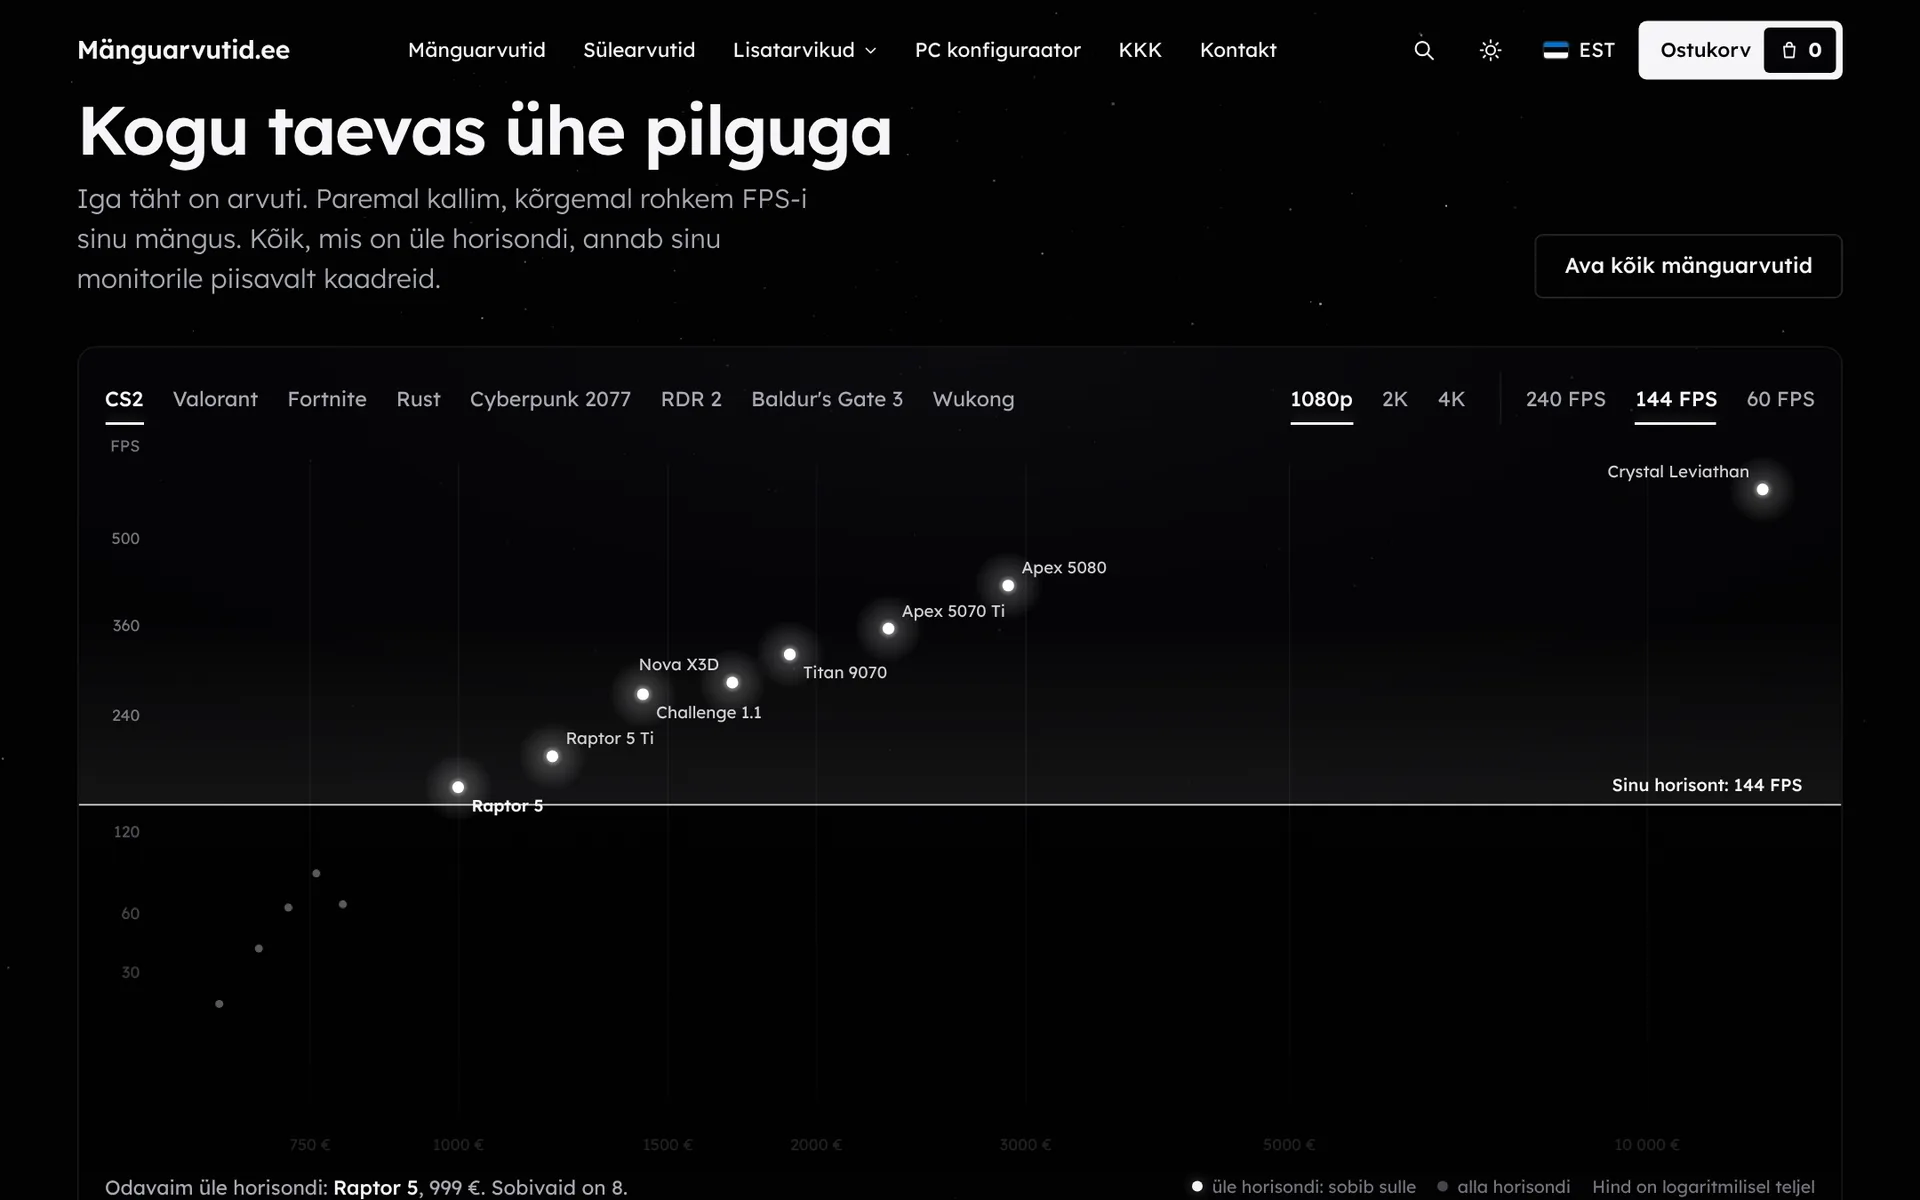 Mänguarvutid.ee
Mänguarvutid
Sülearvutid
Lisatarvikud
PC konfiguraator
KKK
Kontakt
EST
Ostukorv
0
Kogu taevas ühe pilguga
Iga täht on arvuti. Paremal kallim, kõrgemal rohkem FPS-i
sinu mängus. Kõik, mis on üle horisondi, annab sinu
monitorile piisavalt kaadreid.
Ava kõik mänguarvutid
CS2
Valorant
Fortnite
Rust
Cyberpunk 2077
RDR 2
Baldur's Gate 3
Wukong
1080p
2K
4K
240 FPS
144 FPS
60 FPS
FPS
Crystal Leviathan
500
Apex 5080
Apex 5070 Ti
360
Nova X3D
Titan 9070
Challenge 1.1
240
Raptor 5 Ti
Sinu horisont: 144 FPS
Raptor 5
120
60
30
750 €
1000 €
1500 €
2000 €
3000 €
5000 €
10 000 €
Odavaim üle horisondi: Raptor 5, 999 €. Sobivaid on 8.
üle horisondi: sobib sulle
alla horisondi
Hind on logaritmilisel teljel